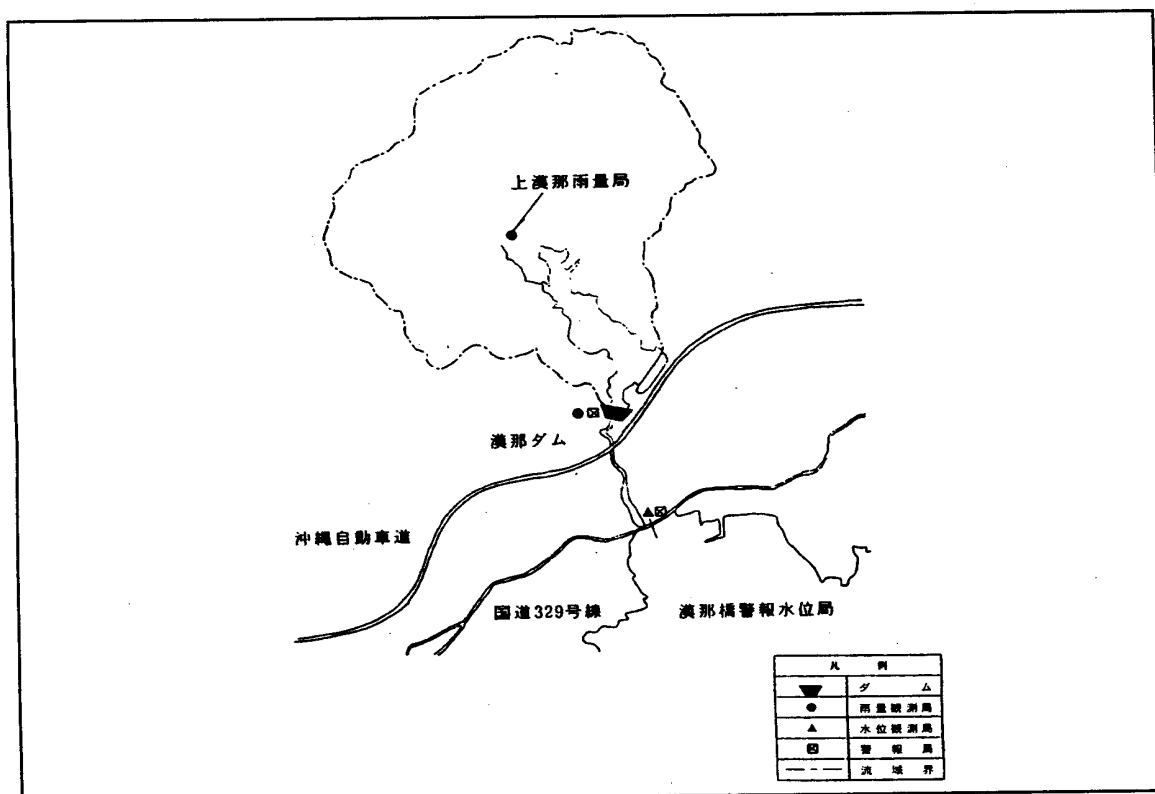 上漢那雨量局
漢那ダム
沖縄自動車道
国道329号線
漢那橋警報水位局
凡 例
ダ ム
雨量観測局
水位観測局
警 報 局
流 域 界